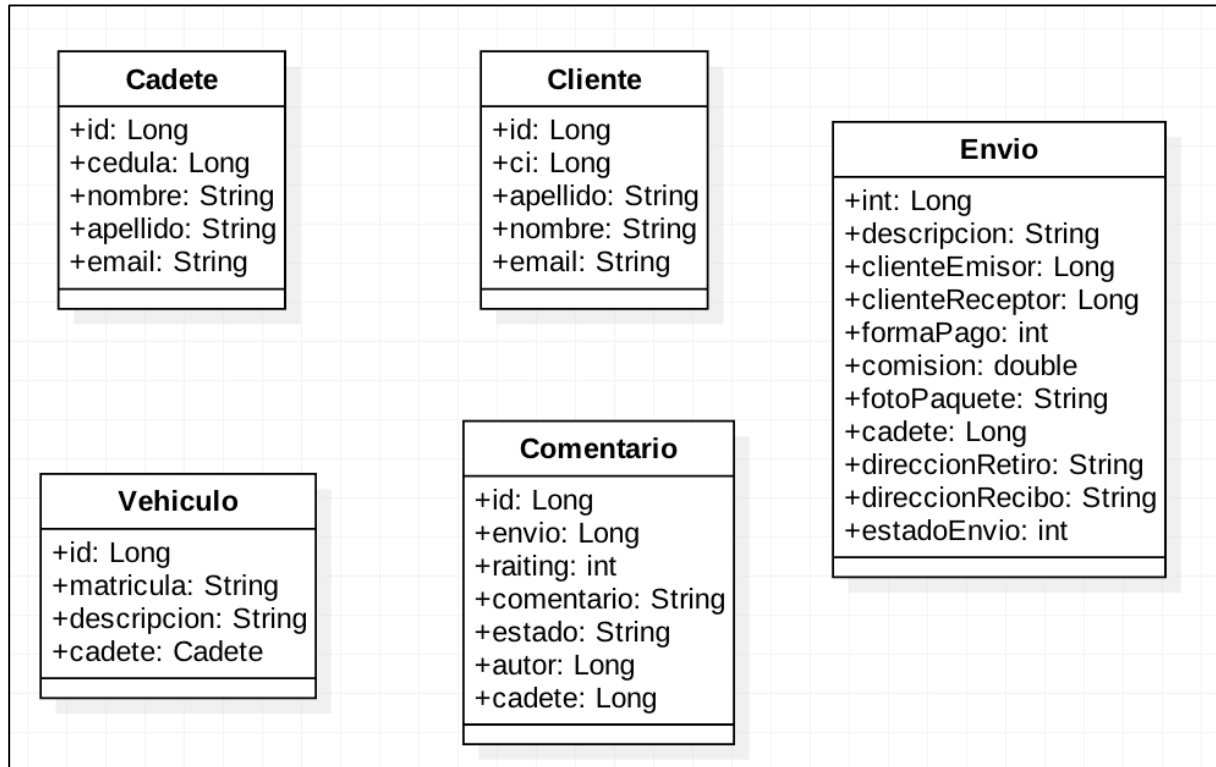 Cadete
+id: Long
+cedula: Long
+nombre: String
+apellido: String
+email: String
Cliente
+id: Long
+ci: Long
+apellido: String
+nombre: String
+email: String
Envio
+int: Long
+descripcion: String
+clienteEmisor: Long
+clienteReceptor: Long
+formaPago: int
+comision: double
+fotoPaquete: String
+cadete: Long
+direccionRetiro: String
+direccionRecibo: String
+estadoEnvio: int
Vehiculo
+id: Long
+matricula: String
+descripcion: String
+cadete: Cadete
Comentario
+id: Long
+envio: Long
+raiting: int
+comentario: String
+estado: String
+autor: Long
+cadete: Long